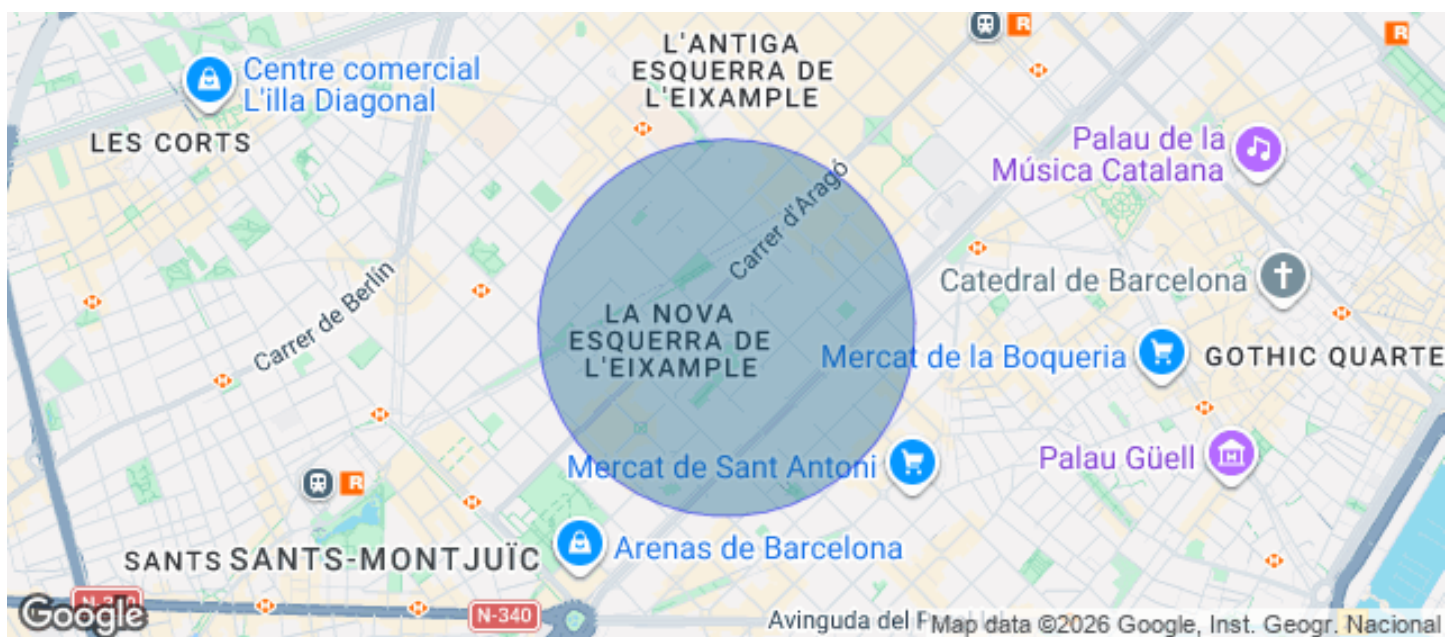 L'ANTIGA
ESQUERRA DE
L'EIXAMPLE
R
R
Centre comercial
L'illa Diagonal
LES CORTS
Palau de la
Música Catalana
Carrer d'Aragó
Catedral de Barcelona
Carrer de Berlín
LA NOVA
ESQUERRA DE
L'EIXAMPLE
Mercat de la Boqueria
GOTHIC QUARTE
Mercat de Sant Antoni
Palau Güell
R
SANTS
SANTS-MONTJUÏC
Arenas de Barcelona
N-340
Google
Avinguda del
Map data ©2026 Google, Inst. Geogr. Nacional